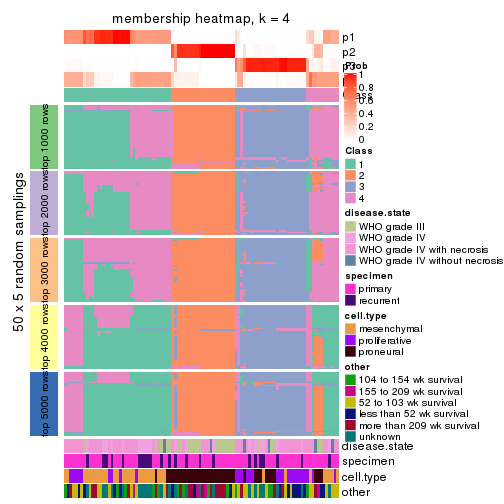 membership heatmap, k = 4
p1
p2
p3
Prob
1
0.8
0.6
0.4
0.2
0
Class
Class
1
2
3
4
disease.state
WHO grade III
WHO grade IV
WHO grade IV with necrosis
WHO grade IV without necrosis
specimen
primary
recurrent
cell.type
mesenchymal
proliferative
proneural
other
104 to 154 wk survival
155 to 209 wk survival
52 to 103 wk survival
less than 52 wk survival
more than 209 wk survival
unknown
50 x 5 random samplings
top 1000 rows
top 2000 rows
top 3000 rows
top 4000 rows
top 5000 rows
disease.state
specimen
cell.type
other